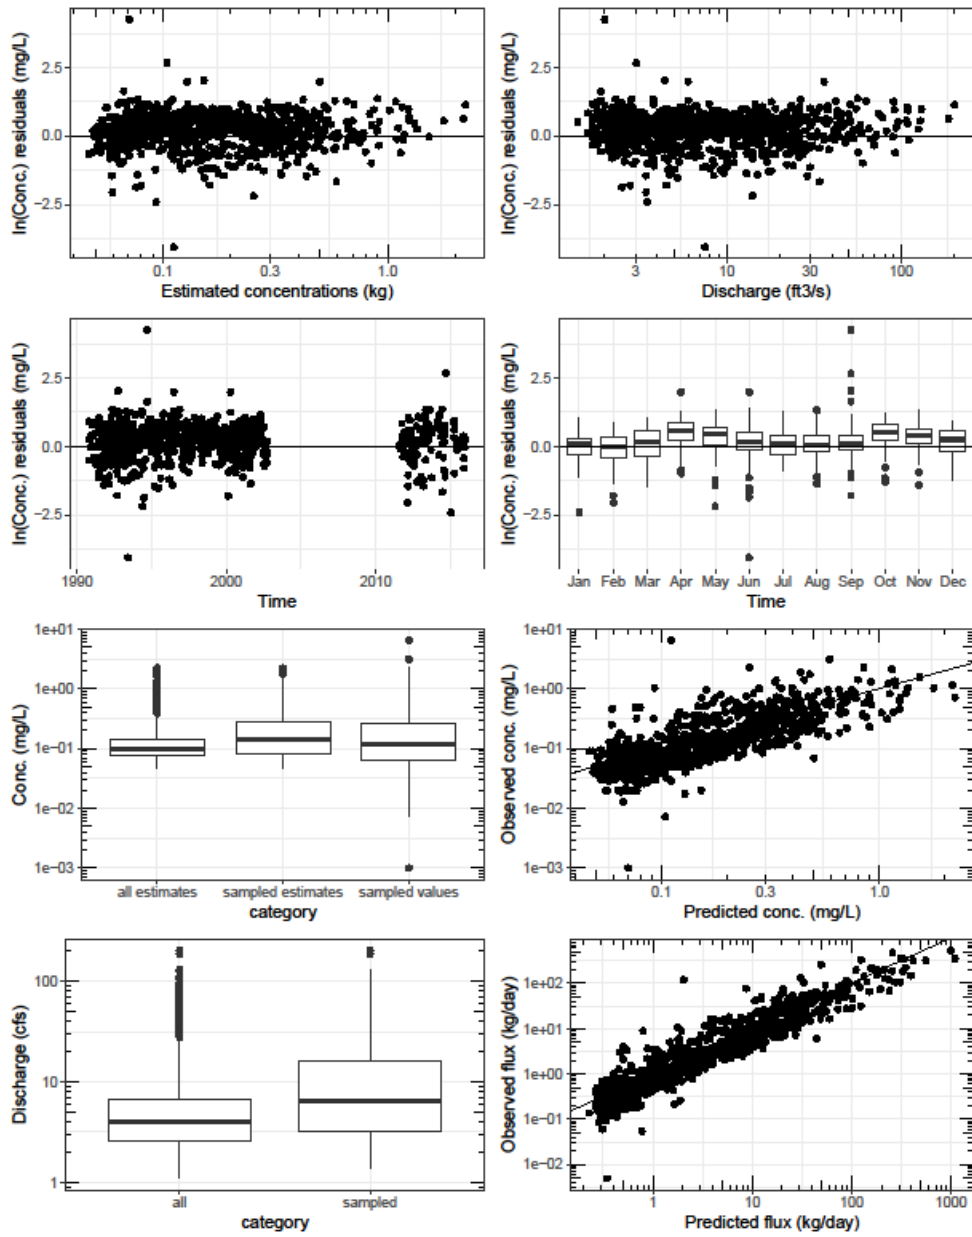 ln(Conc.) residuals (mg/L)
2.5
0.0
−2.5
0.1
0.3
1.0
Estimated concentrations (kg)
ln(Conc.) residuals (mg/L)
2.5
0.0
−2.5
3
10
30
100
Discharge (ft3/s)
ln(Conc.) residuals (mg/L)
2.5
0.0
−2.5
1990
2000
2010
Time
ln(Conc.) residuals (mg/L)
2.5
0.0
−2.5
Jan Feb Mar Apr May Jun Jul Aug Sep Oct Nov Dec
Time
Conc. (mg/L)
1e+01
1e+00
1e−01
1e−02
1e−03
all estimates
sampled estimates
sampled values
category
Observed conc. (mg/L)
1e+01
1e+00
1e−01
1e−02
1e−03
0.1
0.3
1.0
Predicted conc. (mg/L)
Discharge (cfs)
100
10
1
all
sampled
category
Observed flux (kg/day)
1e+02
1e+01
1e+00
1e−01
1e−02
1
10
100
1000
Predicted flux (kg/day)